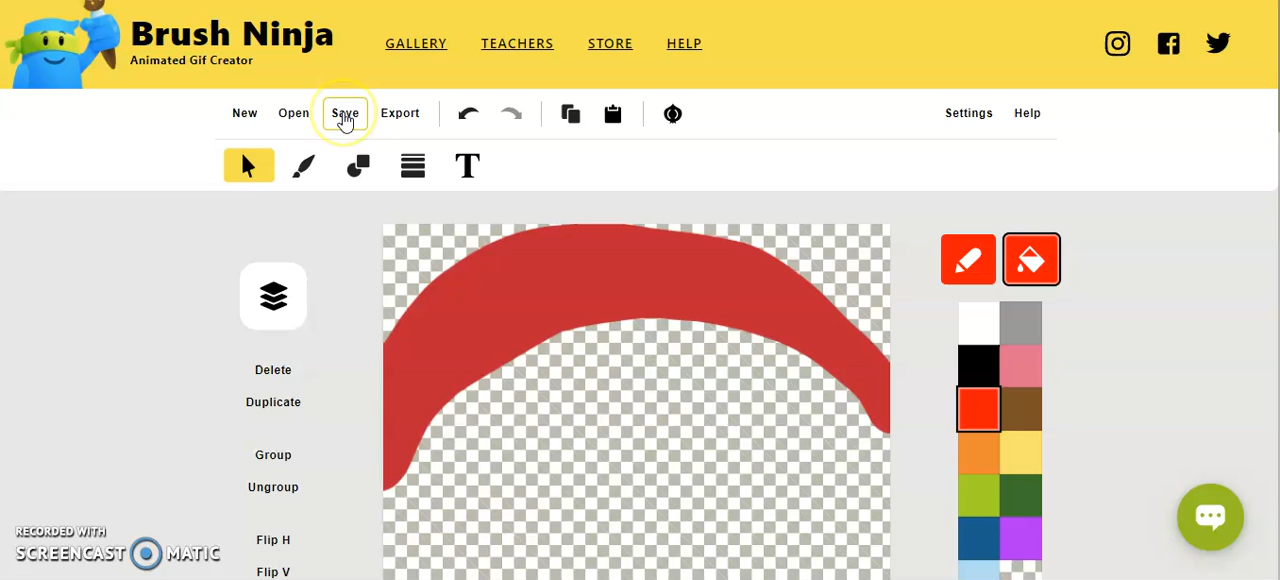 Brush Ninja
Animated Gif Creator
GALLERY TEACHERS STORE HELP
New Open Save Export Settings Help
T
Delete
Duplicate
Group
Ungroup
Flip H
Flip V
RECORDED WITH
SCREENCAST MATIC